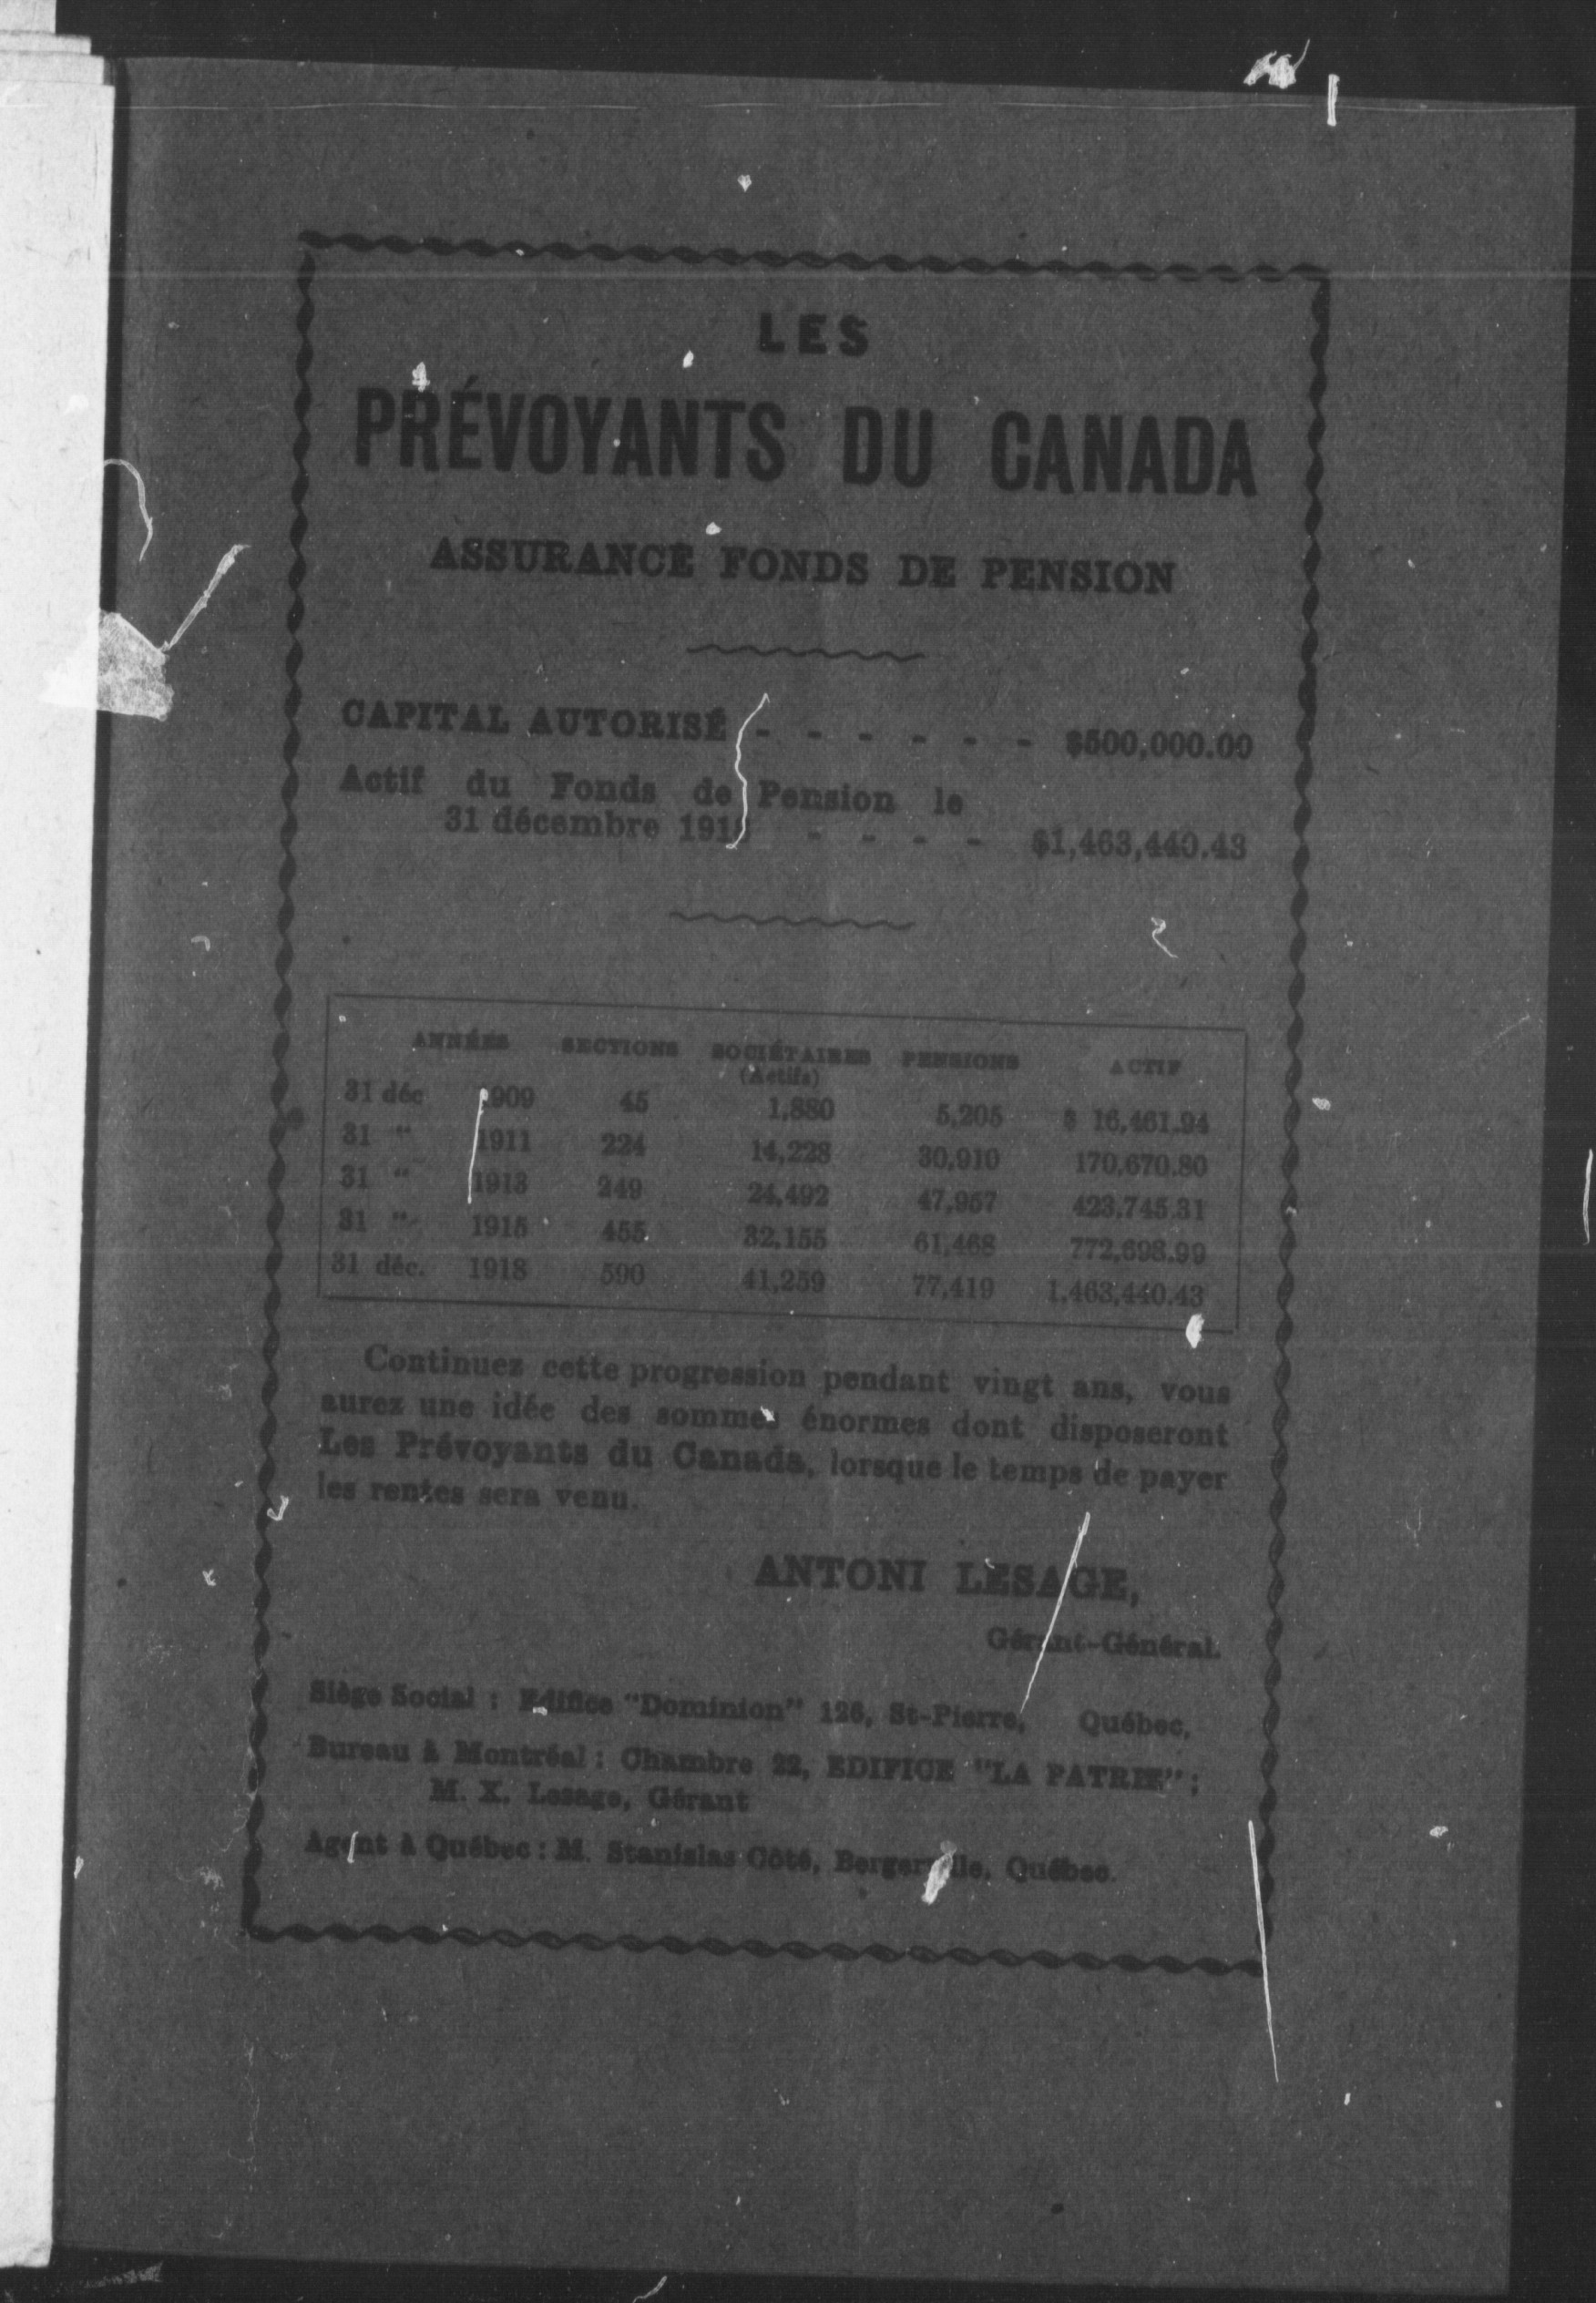 LES
PRÉVOYANTS DU CANADA
ASSURANCE FONDS DE PENSION
CAPITAL AUTORISÉ - - - - - - $500,000.00
Actif du Fonds de Pension le
31 décembre 1918 - - - - $1,463,440.43
ANNÉES SECTIONS SOCIÉTAIRES PENSIONS ACTIF
(Actifs)
31 déc 1909 45 1,880 5,205 $ 16,461.94
31 " 1911 224 14,228 30,910 170,670.80
31 " 1913 249 24,492 47,957 423,745.31
31 " 1915 455 32,155 61,468 772,698.99
31 déc. 1918 590 41,259 77,419 1,463,440.43
Continuez cette progression pendant vingt ans, vous
aurez une idée des sommes énormes dont disposeront
Les Prévoyants du Canada, lorsque le temps de payer
les rentes sera venu.
ANTONI LESAGE,
Gérant-Général.
Siège Social : Edifice "Dominion" 126, St-Pierre, Québec,
Bureau à Montréal : Chambre 22, EDIFICE "LA PATRIE" ;
M. X. Lesage, Gérant
Agent à Québec : M. Stanislas Côté, Bergerville, Québec.